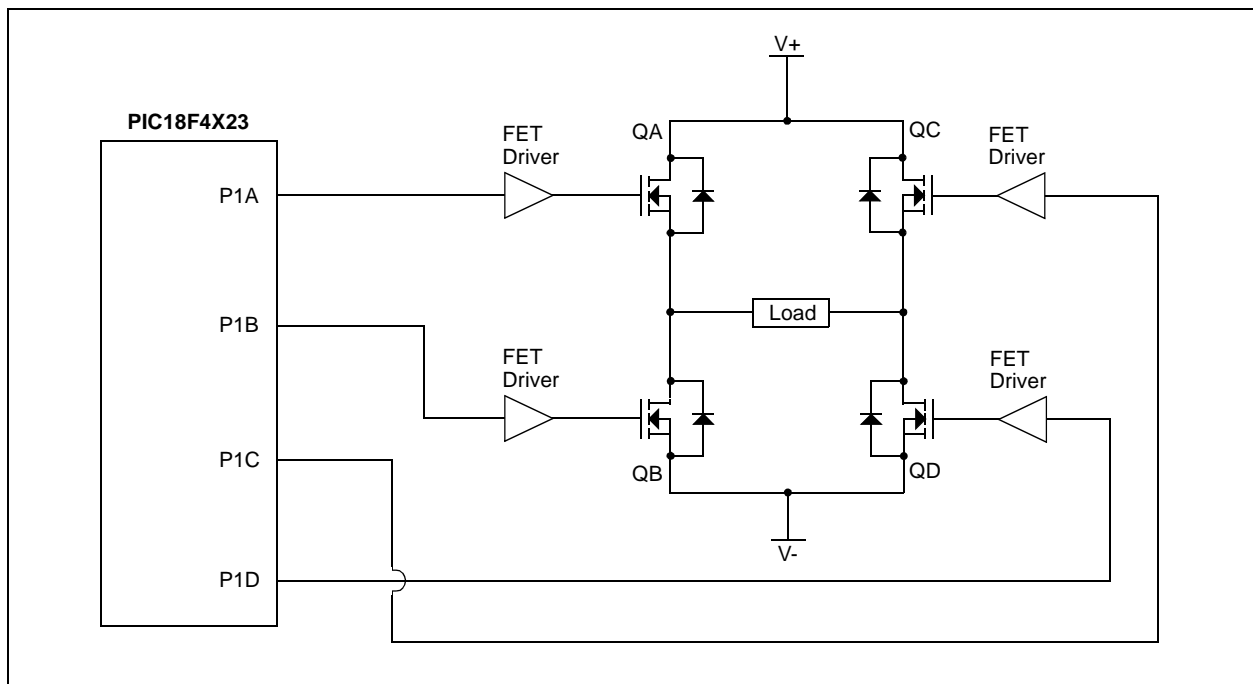 V+
PIC18F4X23
FET
Driver
QA
QC
FET
Driver
P1A
Load
P1B
FET
Driver
FET
Driver
P1C
QB
QD
V-
P1D